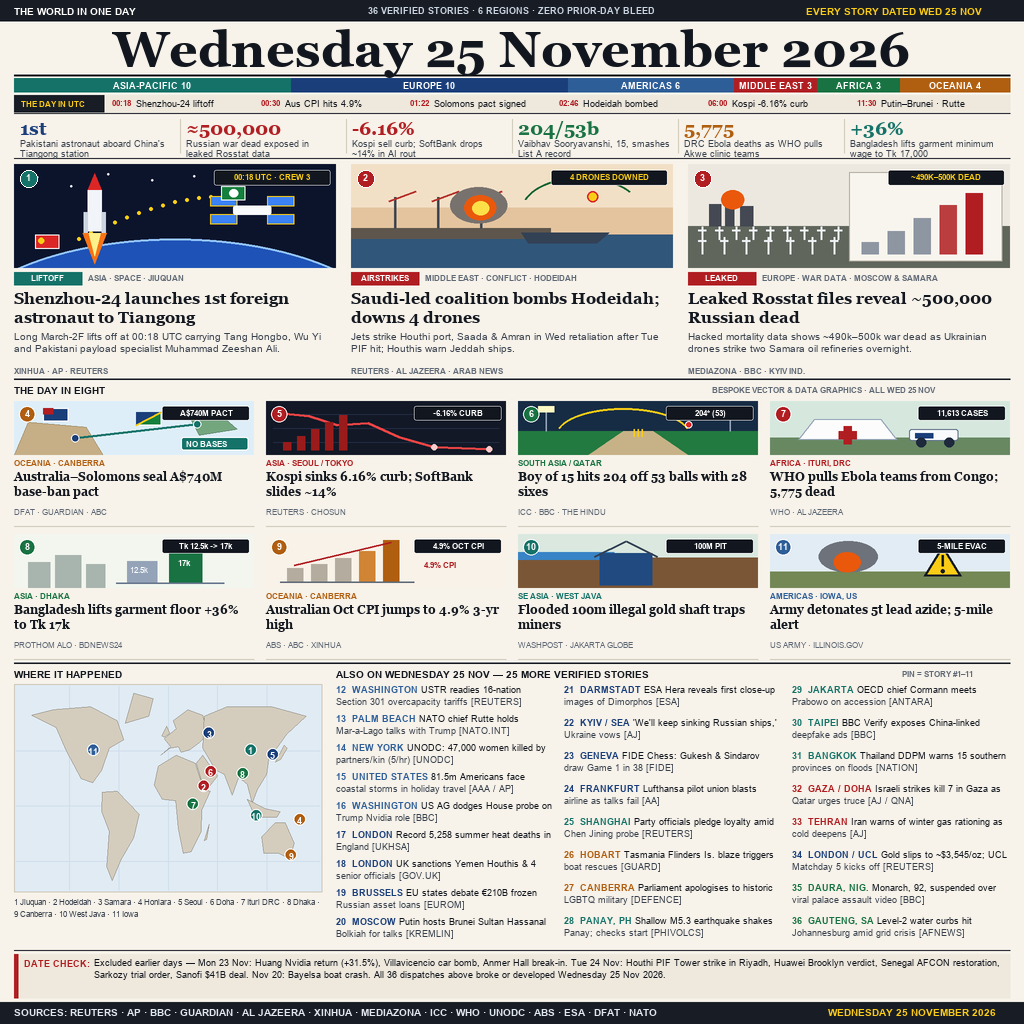 THE WORLD IN ONE DAY
36 VERIFIED STORIES · 6 REGIONS · ZERO PRIOR-DAY BLEED
EVERY STORY DATED WED 25 NOV
Wednesday 25 November 2026
ASIA-PACIFIC 10
EUROPE 10
AMERICAS 6
MIDDLE EAST 3
AFRICA 3
OCEANIA 4
THE DAY IN UTC
00:18 Shenzhou-24 liftoff
00:30 Aus CPI hits 4.9%
01:22 Solomons pact signed
02:46 Hodeidah bombed
06:00 Kospi -6.16% curb
11:30 Putin–Brunei · Rutte
1st
Pakistani astronaut aboard China's
Tiangong station
≈500,000
Russian war dead exposed in
leaked Rosstat data
-6.16%
Kospi sell curb; SoftBank drops
~14% in AI rout
204/53b
Vaibhav Sooryavanshi, 15, smashes
List A record
5,775
DRC Ebola deaths as WHO pulls
Akwe clinic teams
+36%
Bangladesh lifts garment minimum
wage to Tk 17,000
1
00:18 UTC · CREW 3
LIFTOFF
ASIA · SPACE · JIUQUAN
Shenzhou-24 launches 1st foreign
astronaut to Tiangong
Long March-2F lifts off at 00:18 UTC carrying Tang Hongbo, Wu Yi
and Pakistani payload specialist Muhammad Zeeshan Ali.
XINHUA · AP · REUTERS
2
4 DRONES DOWNED
AIRSTRIKES
MIDDLE EAST · CONFLICT · HODEIDAH
Saudi-led coalition bombs Hodeidah;
downs 4 drones
Jets strike Houthi port, Saada & Amran in Wed retaliation after Tue
PIF hit; Houthis warn Jeddah ships.
REUTERS · AL JAZEERA · ARAB NEWS
3
~490K–500K DEAD
LEAKED
EUROPE · WAR DATA · MOSCOW & SAMARA
Leaked Rosstat files reveal ~500,000
Russian dead
Hacked mortality data shows ~490k–500k war dead as Ukrainian
drones strike two Samara oil refineries overnight.
MEDIAZONA · BBC · KYIV IND.
THE DAY IN EIGHT
BESPOKE VECTOR & DATA GRAPHICS · ALL WED 25 NOV
4
A$740M PACT
NO BASES
OCEANIA · CANBERRA
Australia–Solomons seal A$740M
base-ban pact
DFAT · GUARDIAN · ABC
5
-6.16% CURB
ASIA · SEOUL / TOKYO
Kospi sinks 6.16% curb; SoftBank
slides ~14%
REUTERS · CHOSUN
6
204* (53)
SOUTH ASIA / QATAR
Boy of 15 hits 204 off 53 balls with 28
sixes
ICC · BBC · THE HINDU
7
11,613 CASES
AFRICA · ITURI, DRC
WHO pulls Ebola teams from Congo;
5,775 dead
WHO · AL JAZEERA
8
Tk 12.5k -> 17k
12.5k
17k
ASIA · DHAKA
Bangladesh lifts garment floor +36%
to Tk 17k
PROTHOM ALO · BDNEWS24
9
4.9% OCT CPI
4.9% CPI
OCEANIA · CANBERRA
Australian Oct CPI jumps to 4.9% 3-yr
high
ABS · ABC · XINHUA
10
100M PIT
SE ASIA · WEST JAVA
Flooded 100m illegal gold shaft traps
miners
WASHPOST · JAKARTA GLOBE
11
5-MILE EVAC
!
AMERICAS · IOWA, US
Army detonates 5t lead azide; 5-mile
alert
US ARMY · ILLINOIS.GOV
WHERE IT HAPPENED
11
3
1
5
6
2
8
7
10
4
9
1 Jiuquan · 2 Hodeidah · 3 Samara · 4 Honiara · 5 Seoul · 6 Doha · 7 Ituri DRC · 8 Dhaka ·
9 Canberra · 10 West Java · 11 Iowa
ALSO ON WEDNESDAY 25 NOV — 25 MORE VERIFIED STORIES
PIN = STORY #1–11
12 WASHINGTON USTR readies 16-nation
Section 301 overcapacity tariffs [REUTERS]
13 PALM BEACH NATO chief Rutte holds
Mar-a-Lago talks with Trump [NATO.INT]
14 NEW YORK UNODC: 47,000 women killed by
partners/kin (5/hr) [UNODC]
15 UNITED STATES 81.5m Americans face
coastal storms in holiday travel [AAA / AP]
16 WASHINGTON US AG dodges House probe on
Trump Nvidia role [BBC]
17 LONDON Record 5,258 summer heat deaths in
England [UKHSA]
18 LONDON UK sanctions Yemen Houthis & 4
senior officials [GOV.UK]
19 BRUSSELS EU states debate €210B frozen
Russian asset loans [EUROM]
20 MOSCOW Putin hosts Brunei Sultan Hassanal
Bolkiah for talks [KREMLIN]
21 DARMSTADT ESA Hera reveals first close-up
images of Dimorphos [ESA]
22 KYIV / SEA 'We'll keep sinking Russian ships,'
Ukraine vows [AJ]
23 GENEVA FIDE Chess: Gukesh & Sindarov
draw Game 1 in 38 [FIDE]
24 FRANKFURT Lufthansa pilot union blasts
airline as talks fail [AA]
25 SHANGHAI Party officials pledge loyalty amid
Chen Jining probe [REUTERS]
26 HOBART Tasmania Flinders Is. blaze triggers
boat rescues [GUARD]
27 CANBERRA Parliament apologises to historic
LGBTQ military [DEFENCE]
28 PANAY, PH Shallow M5.3 earthquake shakes
Panay; checks start [PHIVOLCS]
29 JAKARTA OECD chief Cormann meets
Prabowo on accession [ANTARA]
30 TAIPEI BBC Verify exposes China-linked
deepfake ads [BBC]
31 BANGKOK Thailand DDPM warns 15 southern
provinces on floods [NATION]
32 GAZA / DOHA Israeli strikes kill 7 in Gaza as
Qatar urges truce [AJ / QNA]
33 TEHRAN Iran warns of winter gas rationing as
cold deepens [AJ]
34 LONDON / UCL Gold slips to ~$3,545/oz; UCL
Matchday 5 kicks off [REUTERS]
35 DAURA, NIG. Monarch, 92, suspended over
viral palace assault video [BBC]
36 GAUTENG, SA Level-2 water curbs hit
Johannesburg amid grid crisis [AFNEWS]
DATE CHECK: Excluded earlier days — Mon 23 Nov: Huang Nvidia return (+31.5%), Villavicencio car bomb, Anmer Hall break-in. Tue 24 Nov: Houthi PIF Tower strike in Riyadh, Huawei Brooklyn verdict, Senegal AFCON restoration,
Sarkozy trial order, Sanofi $41B deal. Nov 20: Bayelsa boat crash. All 36 dispatches above broke or developed Wednesday 25 Nov 2026.
SOURCES: REUTERS · AP · BBC · GUARDIAN · AL JAZEERA · XINHUA · MEDIAZONA · ICC · WHO · UNODC · ABS · ESA · DFAT · NATO
WEDNESDAY 25 NOVEMBER 2026